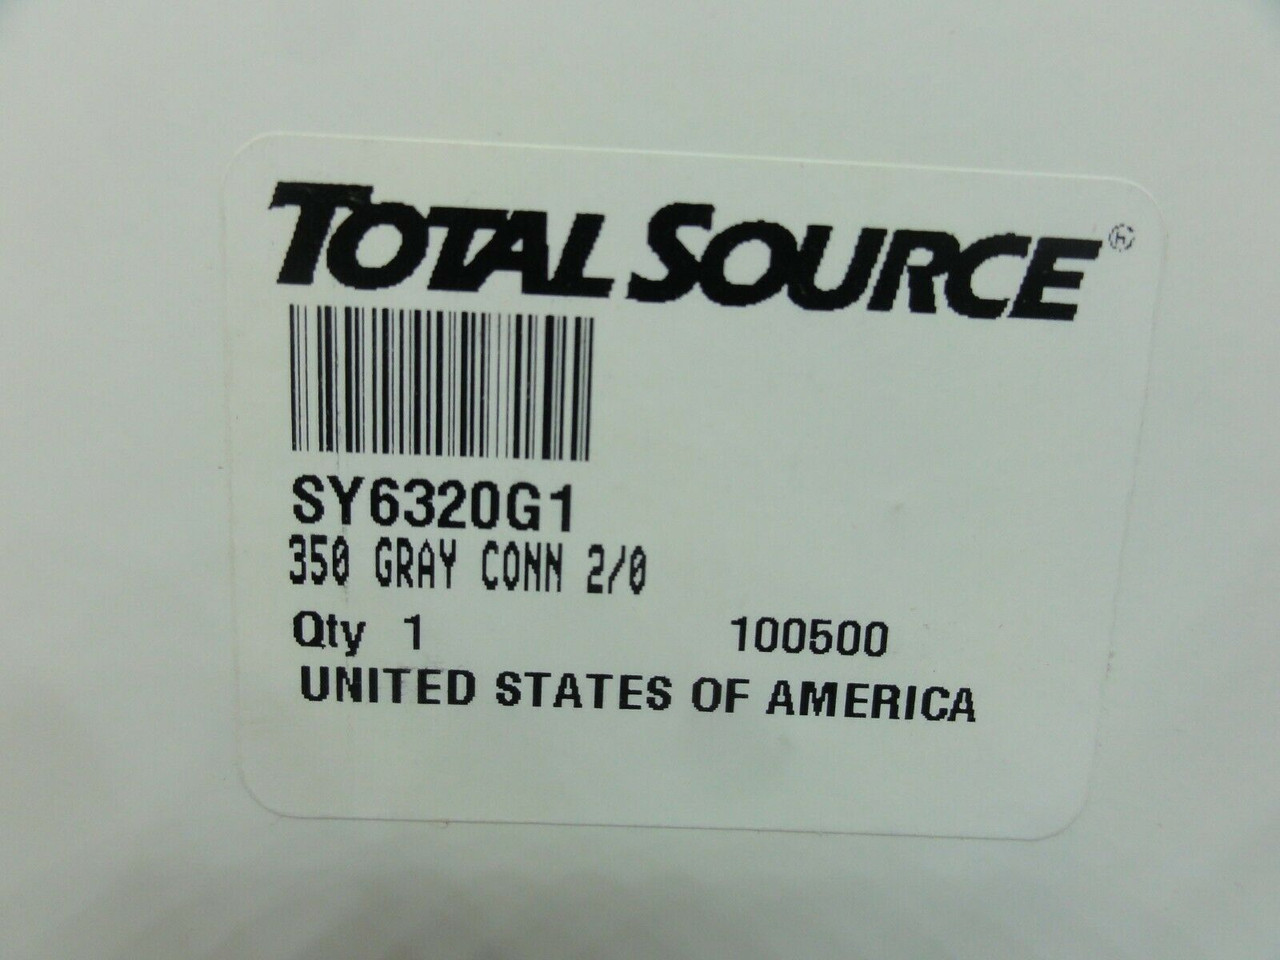 TOTAL SOURCE ®
SY6320G1
350 GRAY CONN 2/0
Qty 1 100500
UNITED STATES OF AMERICA